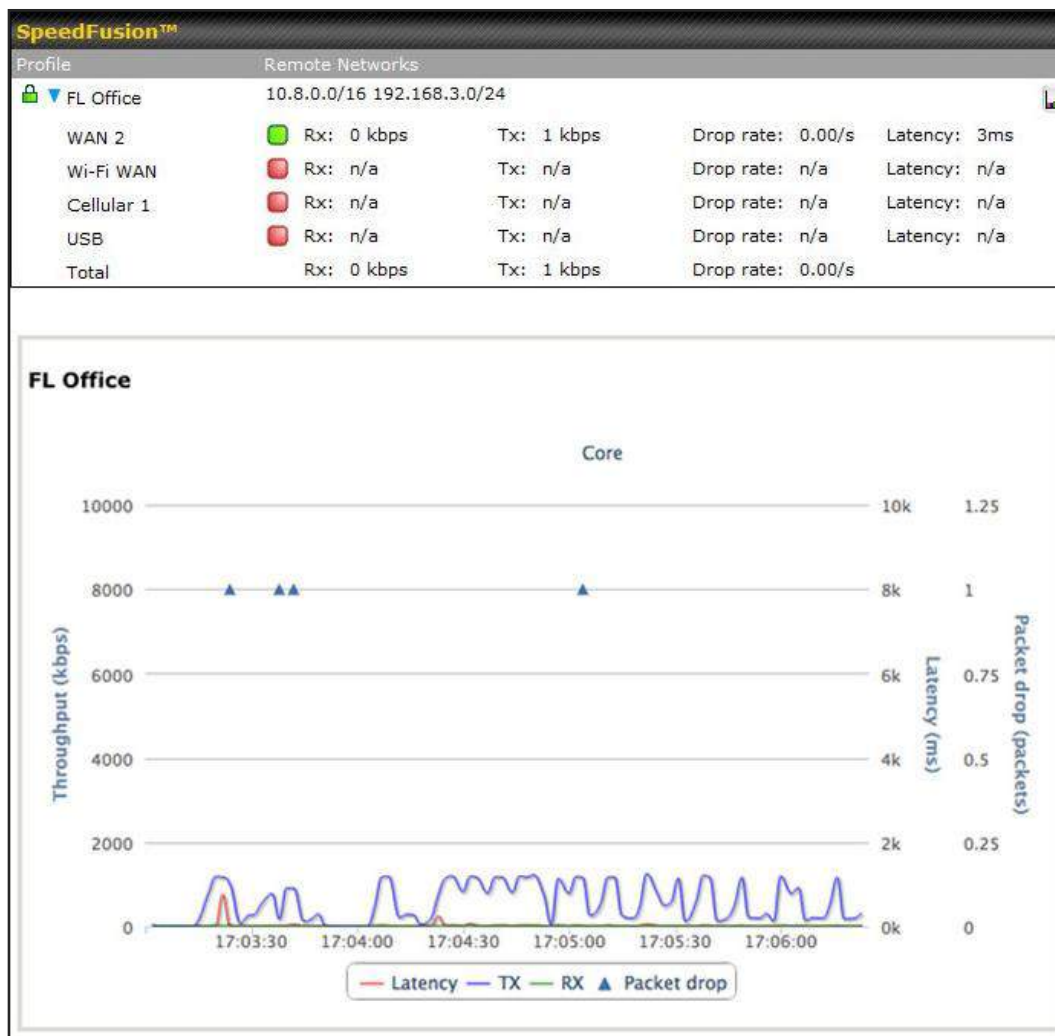 SpeedFusion™
Profile Remote Networks
FL Office 10.8.0.0/16 192.168.3.0/24
WAN 2 Rx: 0 kbps Tx: 1 kbps Drop rate: 0.00/s Latency: 3ms
Wi-Fi WAN Rx: n/a Tx: n/a Drop rate: n/a Latency: n/a
Cellular 1 Rx: n/a Tx: n/a Drop rate: n/a Latency: n/a
USB Rx: n/a Tx: n/a Drop rate: n/a Latency: n/a
Total Rx: 0 kbps Tx: 1 kbps Drop rate: 0.00/s
FL Office
Core
10000 10k 1.25
8000 8k 1
6000 6k 0.75
4000 4k 0.5
2000 2k 0.25
0 0k 0
Throughput (kbps)
Latency (ms)
Packet drop (packets)
17:03:30 17:04:00 17:04:30 17:05:00 17:05:30 17:06:00
Latency TX RX Packet drop